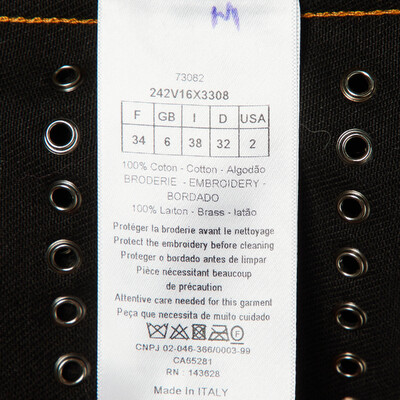 M
73082
242V16X3308
F GB I D USA
34 6 38 32 2
100% Coton - Cotton - Algodão
BRODERIE - EMBROIDERY -
BORDADO
100% Laiton - Brass - latão
Protéger la broderie avant le nettoyage
Protect the embroidery before cleaning
Proteger o bordado antes de limpar
Pièce nécessitant beaucoup
de précaution
Attentive care needed for this garment
Peça que necessita de muito cuidado
CNPJ 02-046-366/0003-99
CA65281
RN : 143628
Made In ITALY